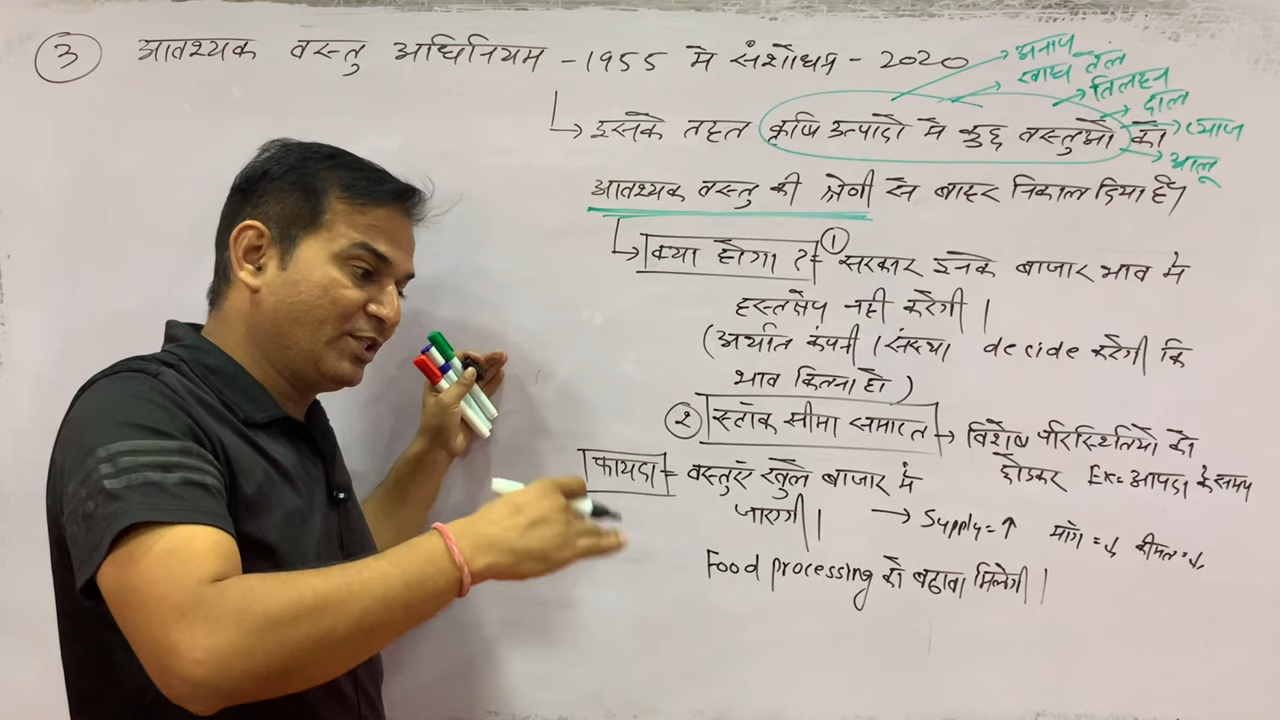 ③ आवश्यक वस्तु अधिनियम - 1955 मे संशोधन - 2020
अनाज
खाद्य तेल
तिलहन
दाल
प्याज
आलू
इसके तहत कृषि उत्पादो मे कुछ वस्तुओ को
आवश्यक वस्तु की श्रेणी से बाहर निकाल दिया है।
क्या होगा ? - ① सरकार इनके बाजार भाव मे
हस्तक्षेप नही करेगी ।
(अर्थात कंपनी / संस्था decide करेगी कि
भाव कितना हो )
② स्टॉक सीमा समाप्त → विशेष परिस्थितियो को
छोडकर Ex= आपदा के समय
फायदा - वस्तुएं खुले बाजार मे
जाएगी । → Supply=↑ माँग =↓ कीमत=↓
Food processing को बढावा मिलेगी ।